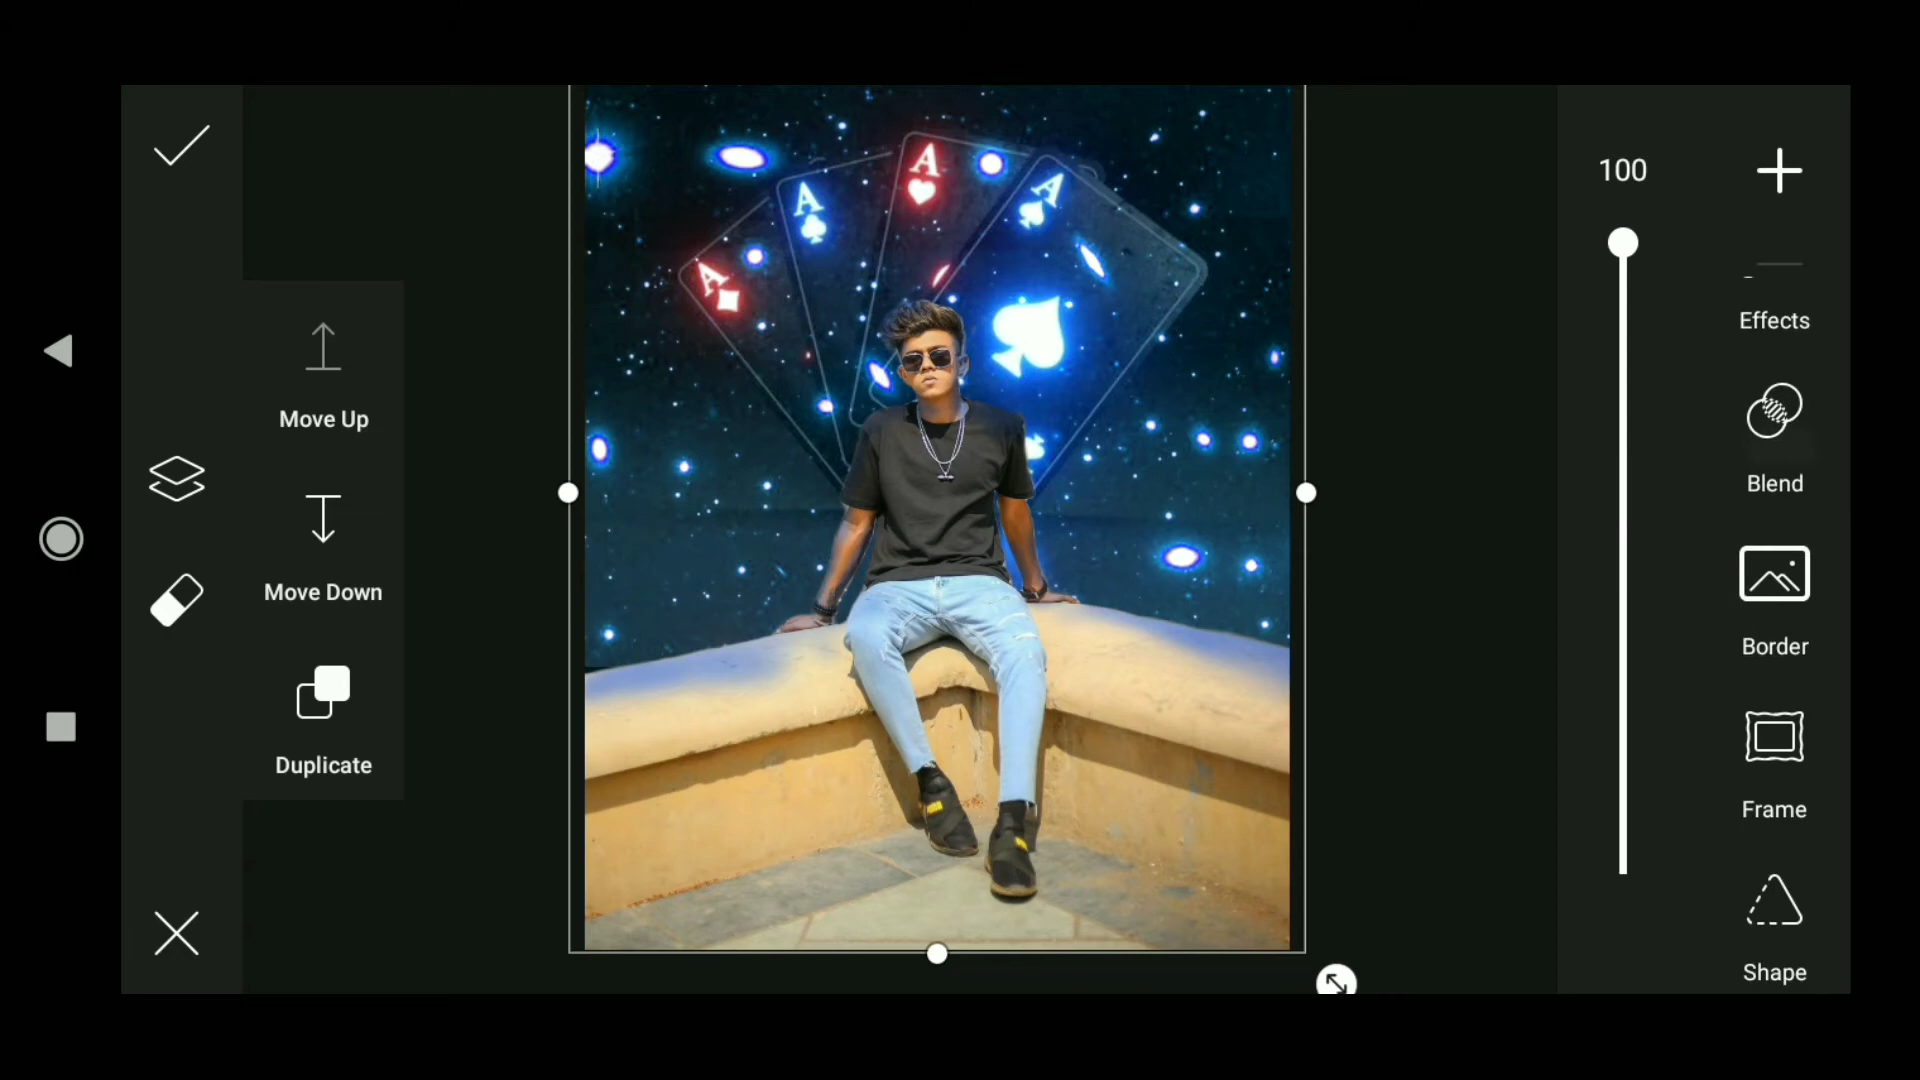 Move Up
Move Down
Duplicate
A
A
A
A
100
Effects
Blend
Border
Frame
Shape